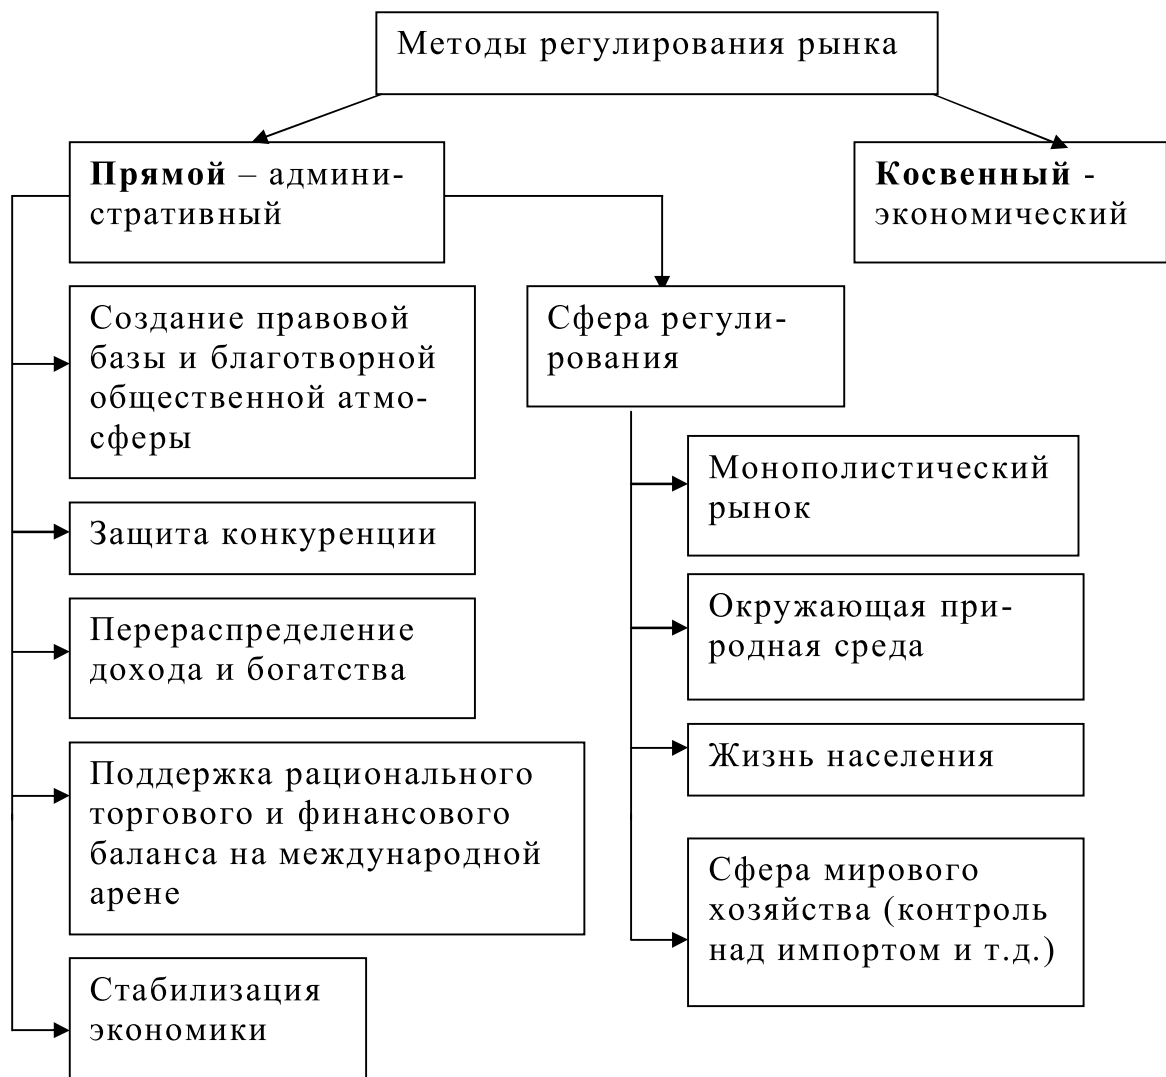 Методы регулирования рынка
Прямой – админи-
стративный
Косвенный -
экономический
Создание правовой
базы и благотворной
общественной атмо-
сферы
Сфера регули-
рования
Монополистический
рынок
Защита конкуренции
Окружающая при-
родная среда
Перераспределение
дохода и богатства
Жизнь населения
Поддержка рационального
торгового и финансового
баланса на международной
арене
Сфера мирового
хозяйства (контроль
над импортом и т.д.)
Стабилизация
экономики